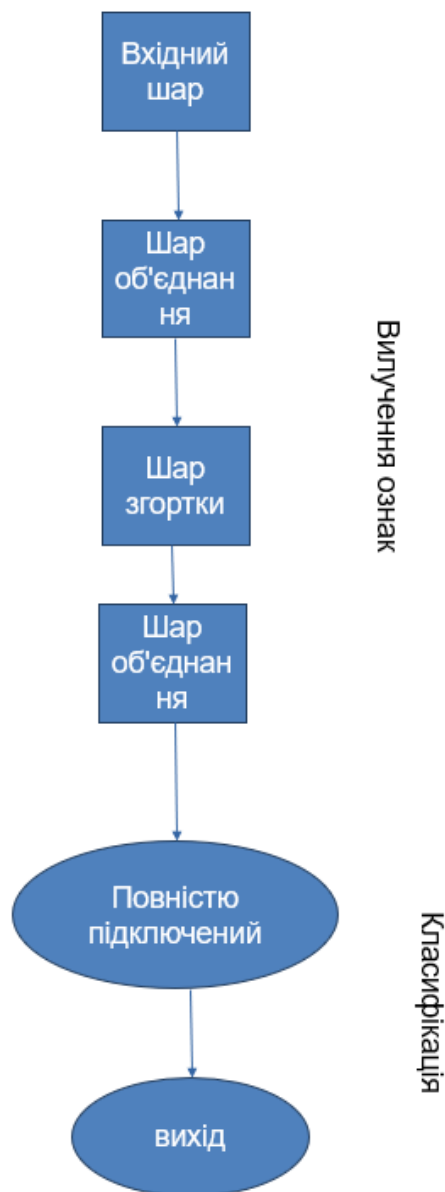 Вхідний
шар
Шар
об'єднан
ня
Шар
згортки
Шар
об'єднан
ня
Вилучення ознак
Повністю
підключений
вихід
Класифікація